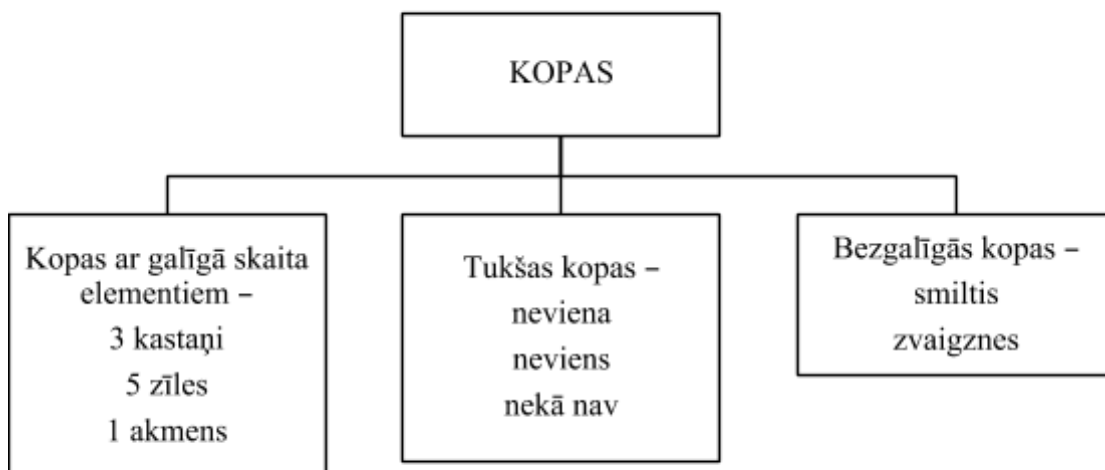 KOPAS
Kopas ar galīgā skaita
elementiem –
3 kastaņi
5 zīles
1 akmens
Tukšas kopas –
neviena
neviens
nekā nav
Bezgalīgās kopas –
smiltis
zvaigznes